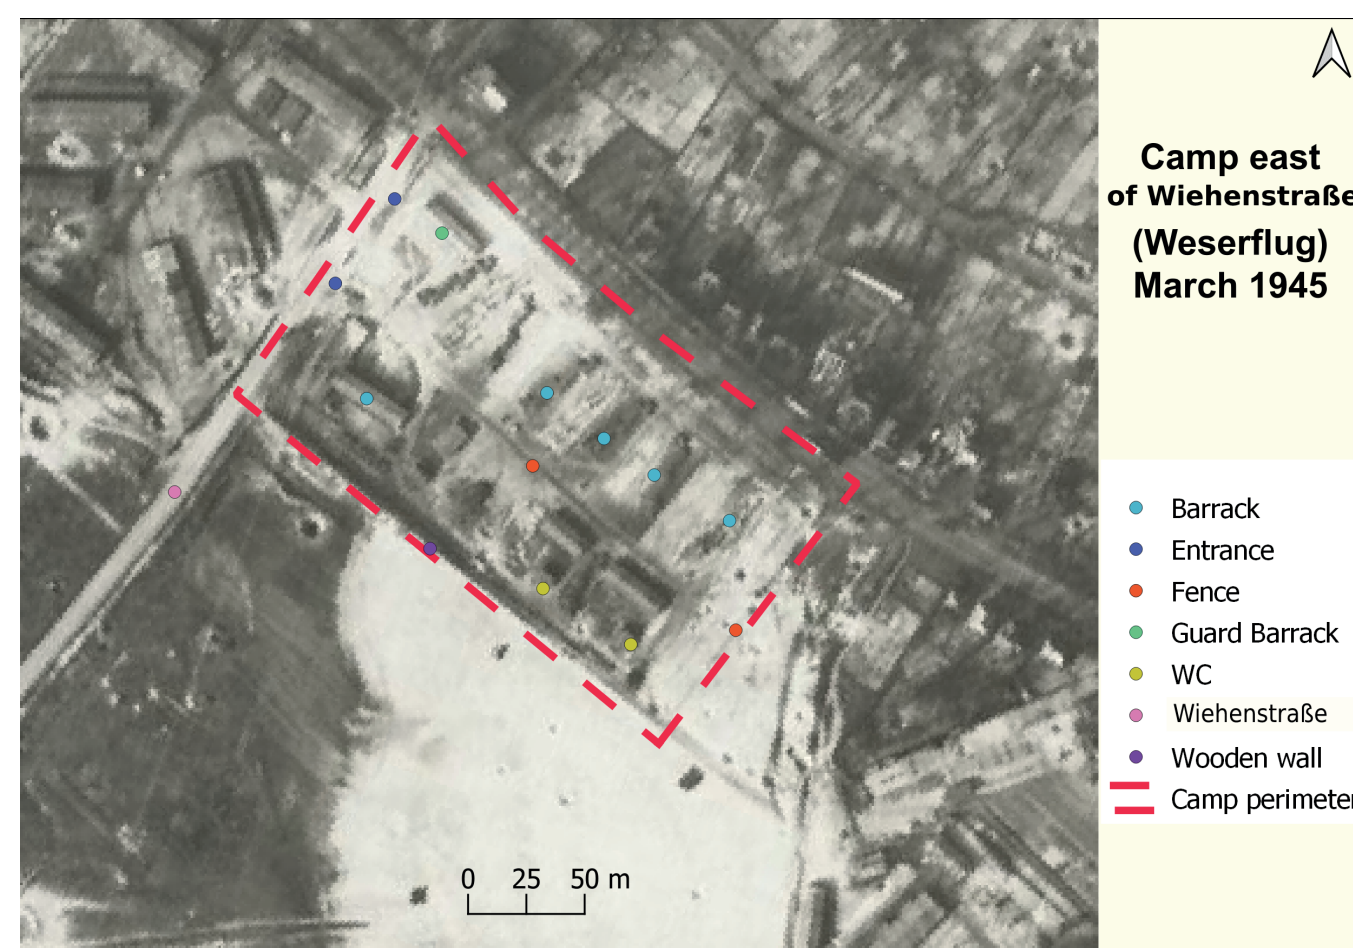 Camp east
of Wiehenstraße
(Weserflug)
March 1945
Barrack
Entrance
Fence
Guard Barrack
WC
Wiehenstraße
Wooden wall
Camp perimeter
0 25 50 m